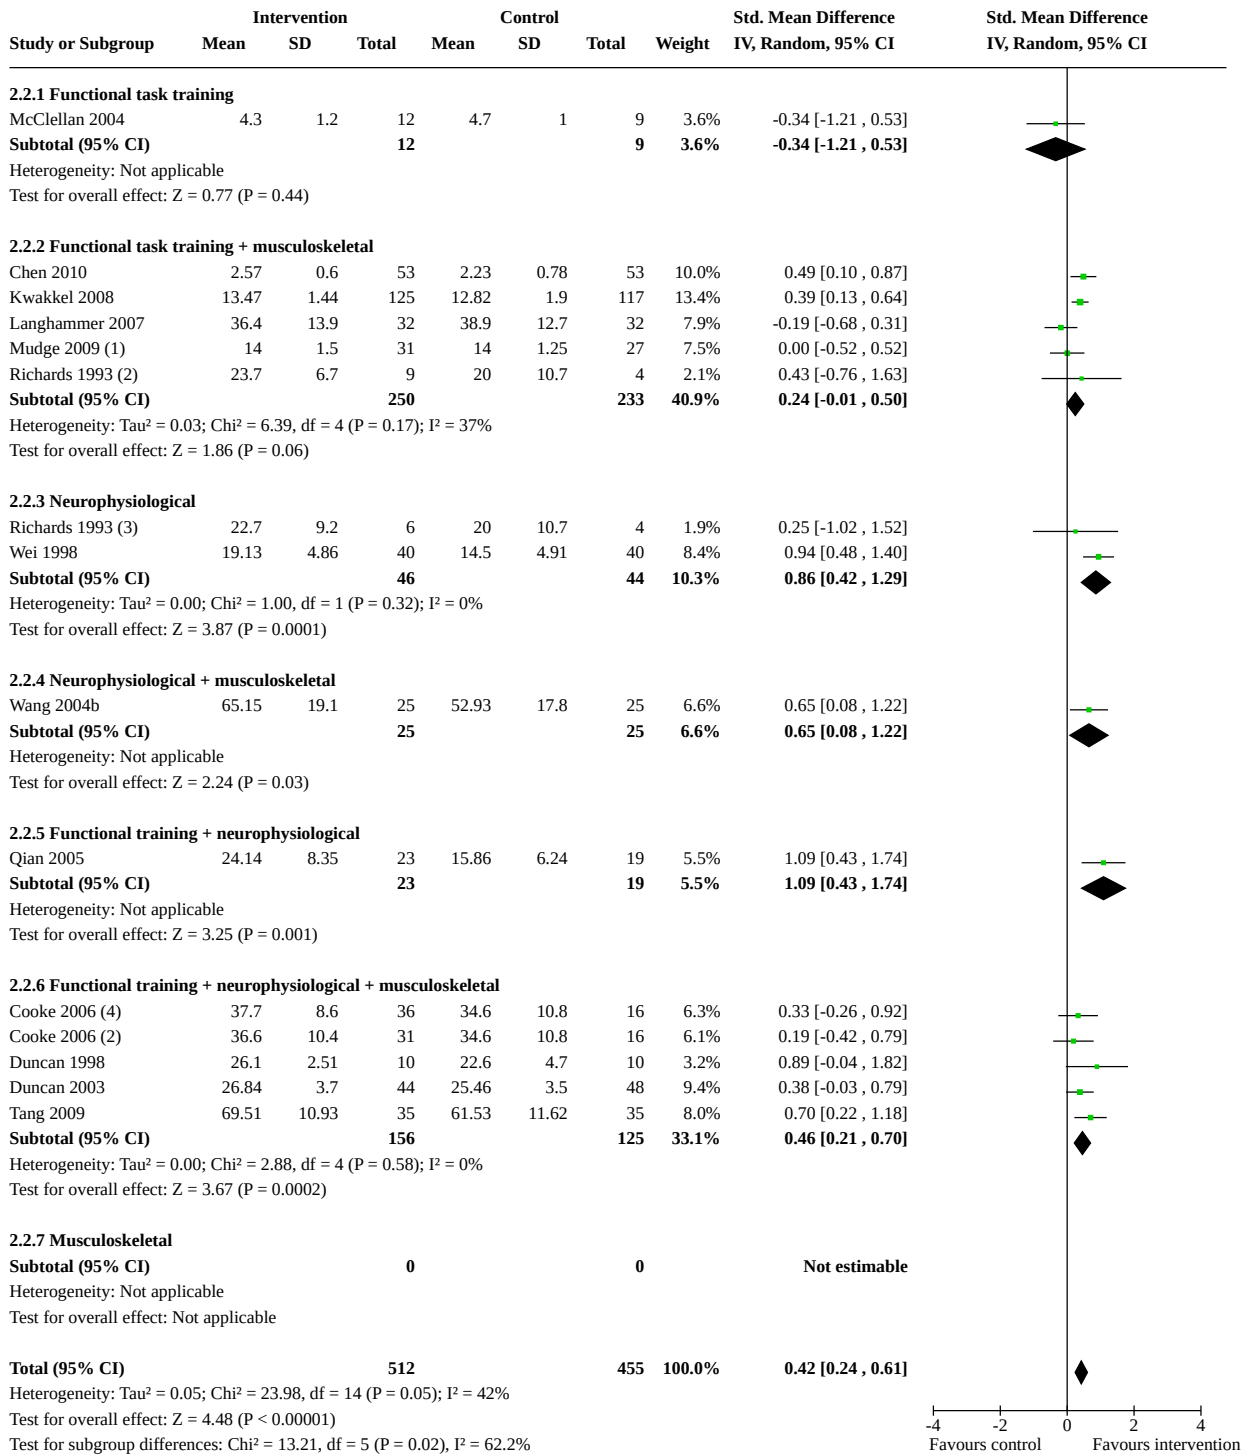 Intervention Control Std. Mean Difference Std. Mean Difference
Study or Subgroup Mean SD Total Mean SD Total Weight IV, Random, 95% CI IV, Random, 95% CI
2.2.1 Functional task training
McClellan 2004 4.3 1.2 12 4.7 1 9 3.6% -0.34 [-1.21 , 0.53]
Subtotal (95% CI) 12 9 3.6% -0.34 [-1.21 , 0.53]
Heterogeneity: Not applicable
Test for overall effect: Z = 0.77 (P = 0.44)
2.2.2 Functional task training + musculoskeletal
Chen 2010 2.57 0.6 53 2.23 0.78 53 10.0% 0.49 [0.10 , 0.87]
Kwakkel 2008 13.47 1.44 125 12.82 1.9 117 13.4% 0.39 [0.13 , 0.64]
Langhammer 2007 36.4 13.9 32 38.9 12.7 32 7.9% -0.19 [-0.68 , 0.31]
Mudge 2009 (1) 14 1.5 31 14 1.25 27 7.5% 0.00 [-0.52 , 0.52]
Richards 1993 (2) 23.7 6.7 9 20 10.7 4 2.1% 0.43 [-0.76 , 1.63]
Subtotal (95% CI) 250 233 40.9% 0.24 [-0.01 , 0.50]
Heterogeneity: Tau² = 0.03; Chi² = 6.39, df = 4 (P = 0.17); I² = 37%
Test for overall effect: Z = 1.86 (P = 0.06)
2.2.3 Neurophysiological
Richards 1993 (3) 22.7 9.2 6 20 10.7 4 1.9% 0.25 [-1.02 , 1.52]
Wei 1998 19.13 4.86 40 14.5 4.91 40 8.4% 0.94 [0.48 , 1.40]
Subtotal (95% CI) 46 44 10.3% 0.86 [0.42 , 1.29]
Heterogeneity: Tau² = 0.00; Chi² = 1.00, df = 1 (P = 0.32); I² = 0%
Test for overall effect: Z = 3.87 (P = 0.0001)
2.2.4 Neurophysiological + musculoskeletal
Wang 2004b 65.15 19.1 25 52.93 17.8 25 6.6% 0.65 [0.08 , 1.22]
Subtotal (95% CI) 25 25 6.6% 0.65 [0.08 , 1.22]
Heterogeneity: Not applicable
Test for overall effect: Z = 2.24 (P = 0.03)
2.2.5 Functional training + neurophysiological
Qian 2005 24.14 8.35 23 15.86 6.24 19 5.5% 1.09 [0.43 , 1.74]
Subtotal (95% CI) 23 19 5.5% 1.09 [0.43 , 1.74]
Heterogeneity: Not applicable
Test for overall effect: Z = 3.25 (P = 0.001)
2.2.6 Functional training + neurophysiological + musculoskeletal
Cooke 2006 (4) 37.7 8.6 36 34.6 10.8 16 6.3% 0.33 [-0.26 , 0.92]
Cooke 2006 (2) 36.6 10.4 31 34.6 10.8 16 6.1% 0.19 [-0.42 , 0.79]
Duncan 1998 26.1 2.51 10 22.6 4.7 10 3.2% 0.89 [-0.04 , 1.82]
Duncan 2003 26.84 3.7 44 25.46 3.5 48 9.4% 0.38 [-0.03 , 0.79]
Tang 2009 69.51 10.93 35 61.53 11.62 35 8.0% 0.70 [0.22 , 1.18]
Subtotal (95% CI) 156 125 33.1% 0.46 [0.21 , 0.70]
Heterogeneity: Tau² = 0.00; Chi² = 2.88, df = 4 (P = 0.58); I² = 0%
Test for overall effect: Z = 3.67 (P = 0.0002)
2.2.7 Musculoskeletal
Subtotal (95% CI) 0 0 Not estimable
Heterogeneity: Not applicable
Test for overall effect: Not applicable
Total (95% CI) 512 455 100.0% 0.42 [0.24 , 0.61]
Heterogeneity: Tau² = 0.05; Chi² = 23.98, df = 14 (P = 0.05); I² = 42%
Test for overall effect: Z = 4.48 (P < 0.00001)
-4 -2 0 2 4
Test for subgroup differences: Chi² = 13.21, df = 5 (P = 0.02), I² = 62.2% Favours control Favours intervention